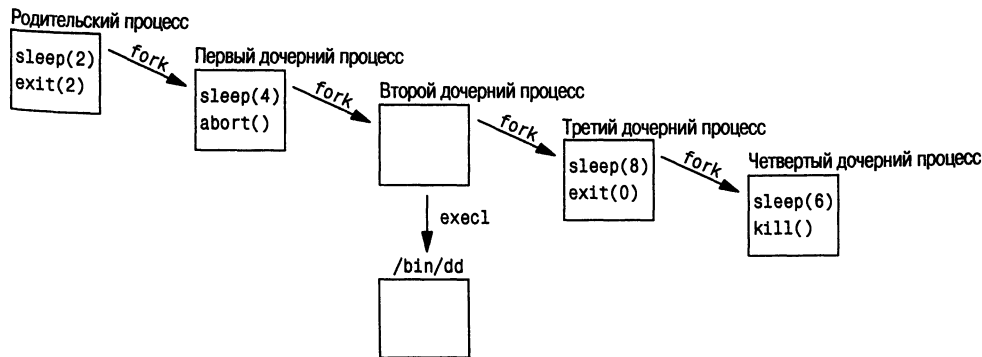 Родительский процесс
sleep(2)
exit(2)
fork
Первый дочерний процесс
sleep(4)
abort()
fork
Второй дочерний процесс
fork
Третий дочерний процесс
sleep(8)
exit(0)
fork
Четвертый дочерний процесс
sleep(6)
kill()
execl
/bin/dd